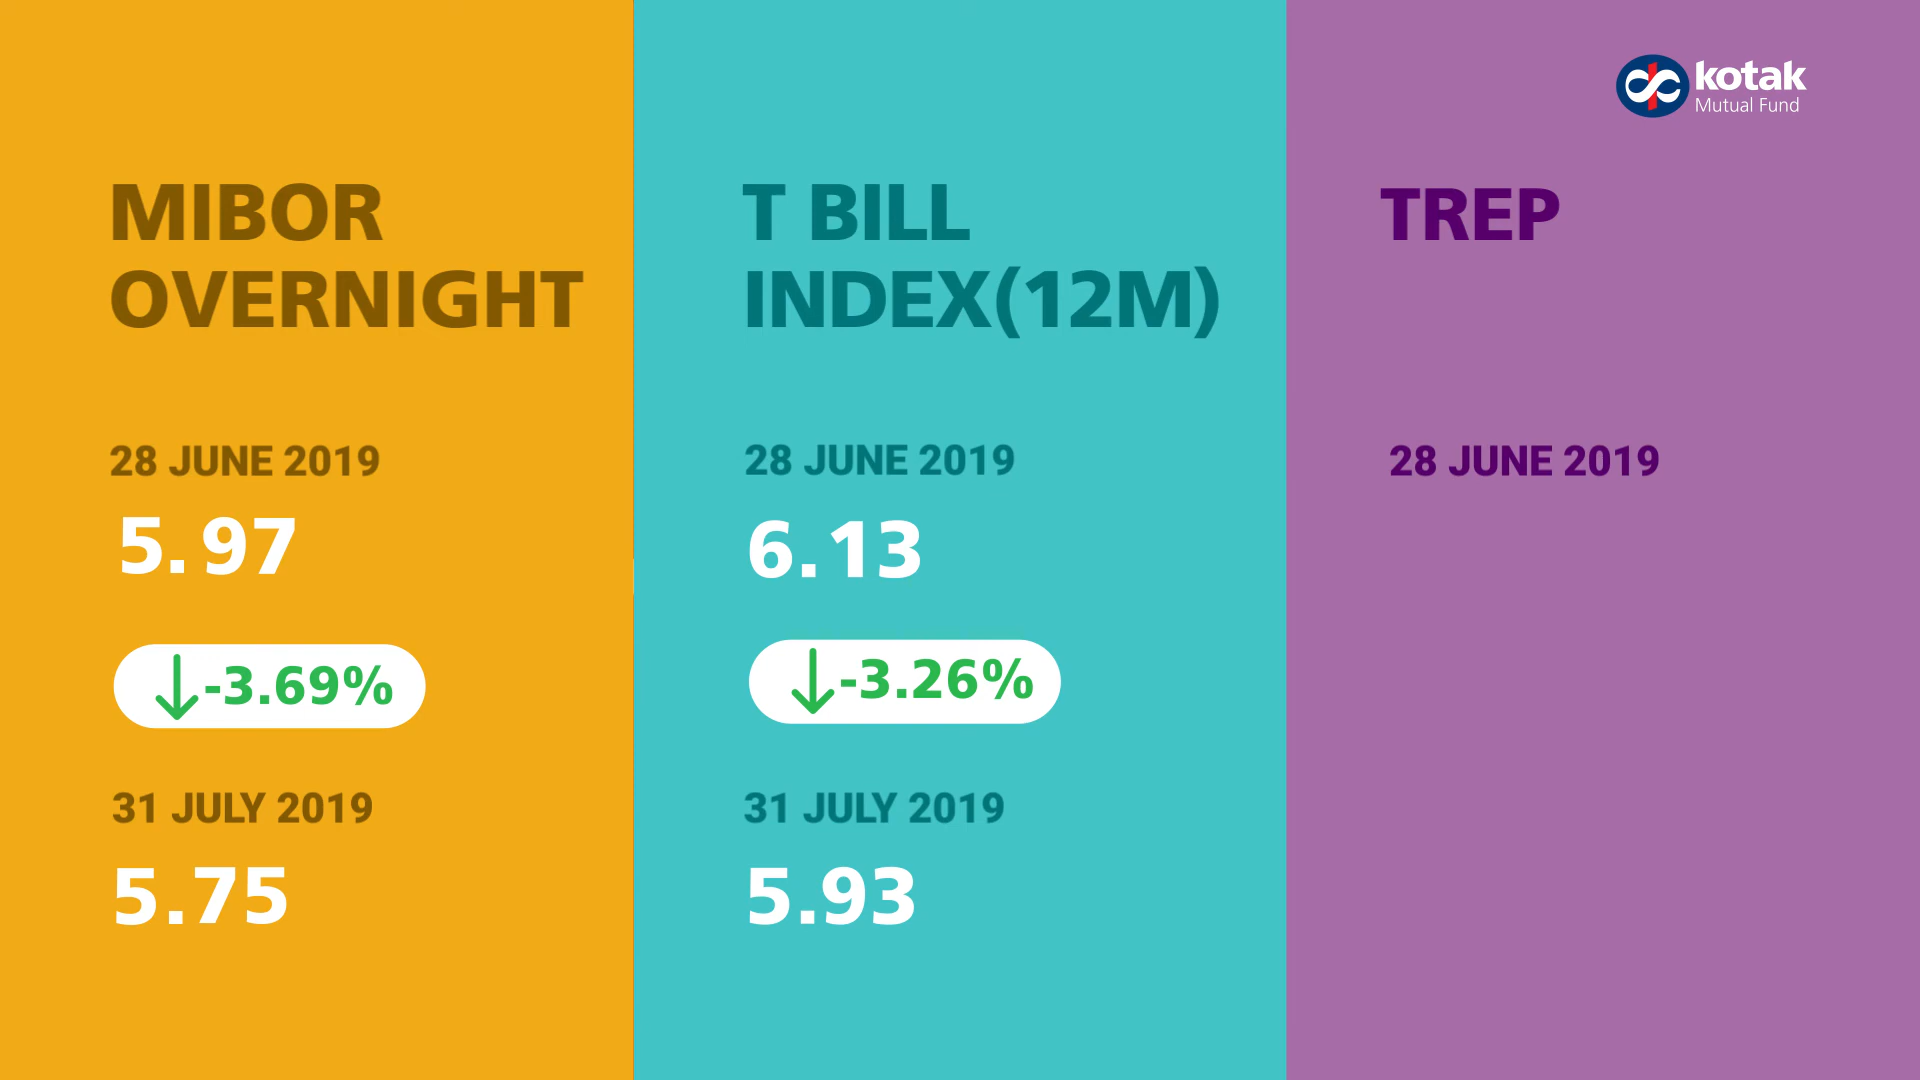 kotak
Mutual Fund
MIBOR
OVERNIGHT
28 JUNE 2019
5.97
-3.69%
31 JULY 2019
5.75
T BILL
INDEX(12M)
28 JUNE 2019
6.13
-3.26%
31 JULY 2019
5.93
TREP
28 JUNE 2019